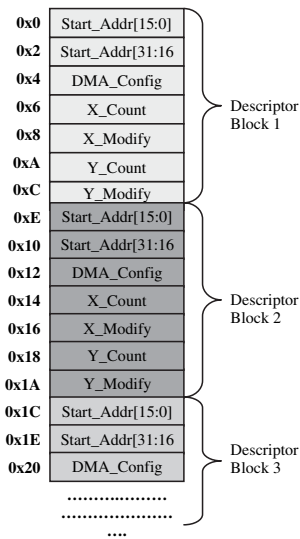 0x0 Start_Addr[15:0]
0x2 Start_Addr[31:16
0x4 DMA_Config
0x6 X_Count
0x8 X_Modify
0xA Y_Count
0xC Y_Modify
Descriptor
Block 1
0xE Start_Addr[15:0]
0x10 Start_Addr[31:16
0x12 DMA_Config
0x14 X_Count
0x16 X_Modify
0x18 Y_Count
0x1A Y_Modify
Descriptor
Block 2
0x1C Start_Addr[15:0]
0x1E Start_Addr[31:16
0x20 DMA_Config
Descriptor
Block 3
...................
.....................
....